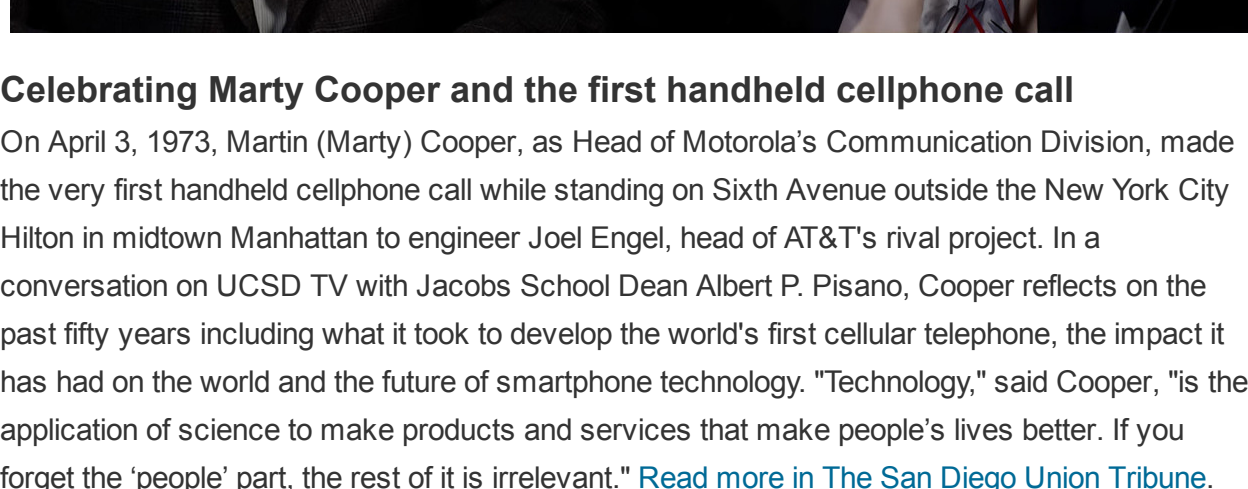 Celebrating Marty Cooper and the first handheld cellphone call
On April 3, 1973, Martin (Marty) Cooper, as Head of Motorola’s Communication Division, made
the very first handheld cellphone call while standing on Sixth Avenue outside the New York City
Hilton in midtown Manhattan to engineer Joel Engel, head of AT&T's rival project. In a
conversation on UCSD TV with Jacobs School Dean Albert P. Pisano, Cooper reflects on the
past fifty years including what it took to develop the world's first cellular telephone, the impact it
has had on the world and the future of smartphone technology. "Technology," said Cooper, "is the
application of science to make products and services that make people’s lives better. If you
forget the ‘people’ part, the rest of it is irrelevant." Read more in The San Diego Union Tribune.